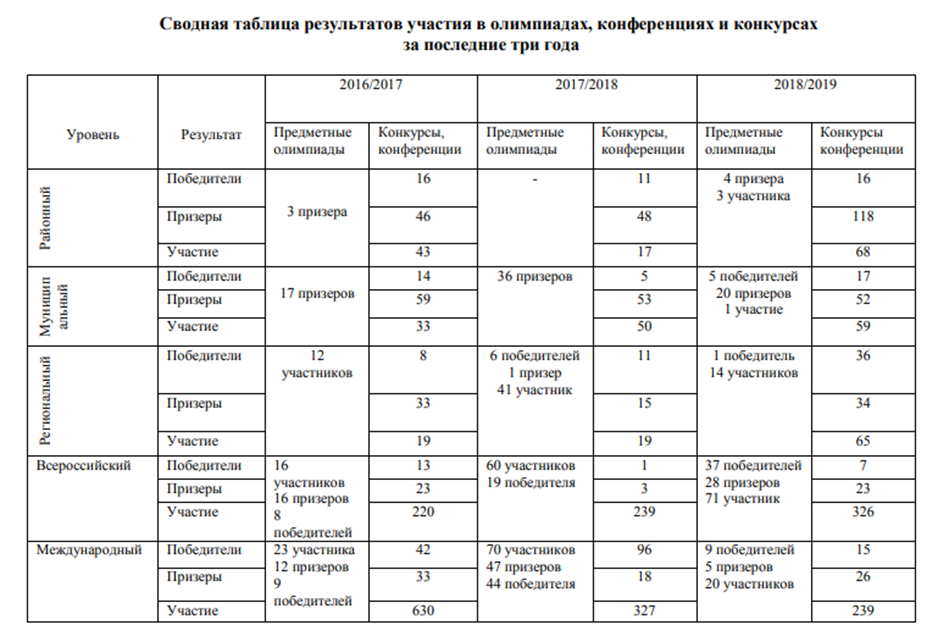 Сводная таблица результатов участия в олимпиадах, конференциях и конкурсах
за последние три года
Уровень Результат 2016/2017 2017/2018 2018/2019
Предметные олимпиады Конкурсы, конференции Предметные олимпиады Конкурсы, конференции Предметные олимпиады Конкурсы конференции
Районный Победители 3 призера 16 - 11 4 призера 3 участника 16
Призеры 46 48 118
Участие 43 17 68
Муницип альный Победители 17 призеров 14 36 призеров 5 5 победителей 20 призеров 1 участие 17
Призеры 59 53 52
Участие 33 50 59
Региональный Победители 12 участников 8 6 победителей 1 призер 41 участник 11 1 победитель 14 участников 36
Призеры 33 15 34
Участие 19 19 65
Всероссийский Победители 16 участников 16 призеров 8 победителей 13 60 участников 19 победителя 1 37 победителей 28 призеров 71 участник 7
Призеры 23 3 23
Участие 220 239 326
Международный Победители 23 участника 12 призеров 9 победителей 42 70 участников 47 призеров 44 победителя 96 9 победителей 5 призеров 20 участников 15
Призеры 33 18 26
Участие 630 327 239